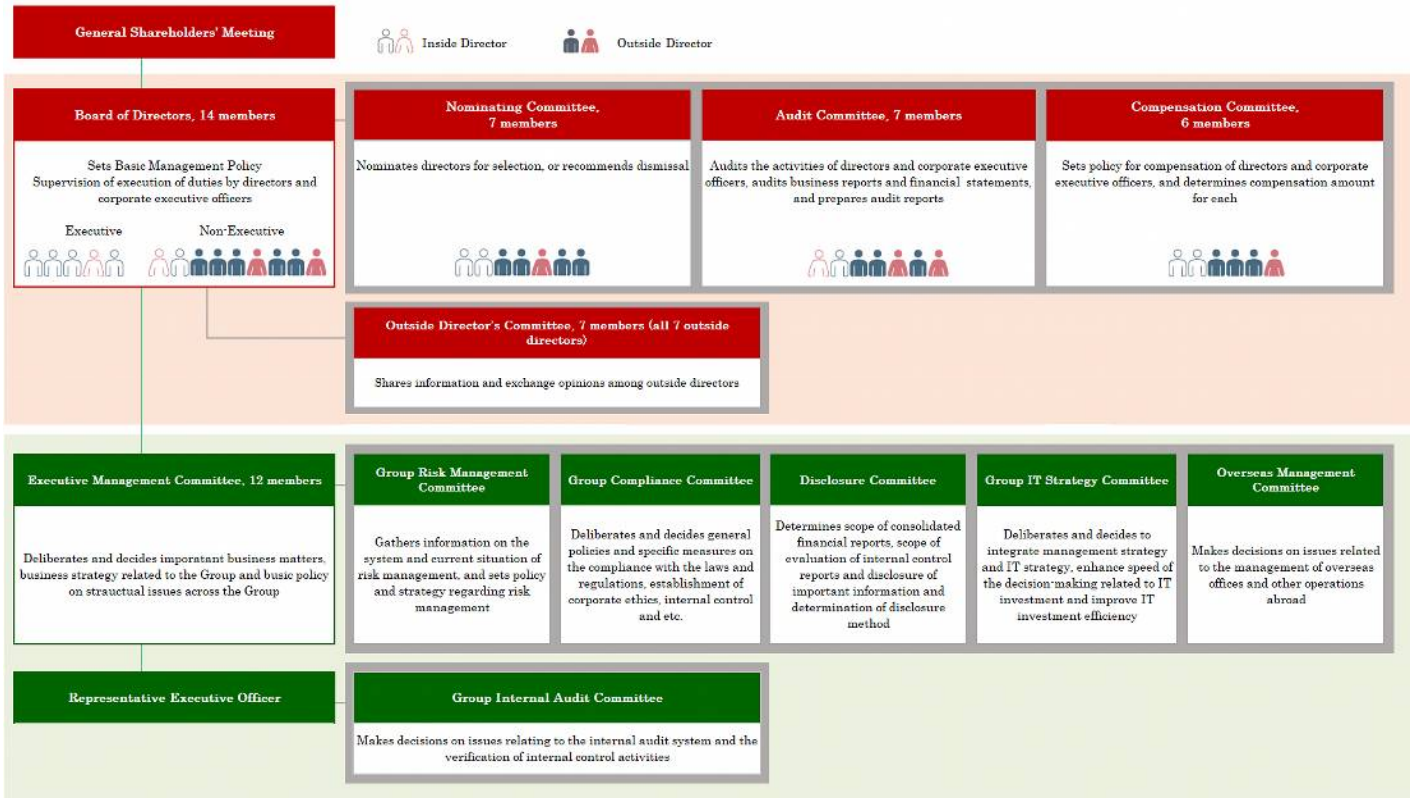 General Shareholders' Meeting
Inside Director
Outside Director
Board of Directors, 14 members
Sets Basic Management Policy
Supervision of execution of duties by directors and
corporate executive officers
Executive
Non-Executive
Nominating Committee,
7 members
Nominates directors for selection, or recommends dismissal
Audit Committee, 7 members
Audits the activities of directors and corporate executive
officers, audits business reports and financial statements,
and prepares audit reports
Compensation Committee,
6 members
Sets policy for compensation of directors and corporate
executive officers, and determines compensation amount
for each
Outside Director's Committee, 7 members (all 7 outside
directors)
Shares information and exchange opinions among outside directors
Executive Management Committee, 12 members
Deliberates and decides imporatant business matters,
business strategy related to the Group and busic policy
on strauctual issues across the Group
Group Risk Management
Committee
Gathers information on the
system and current situation of
risk management, and sets policy
and strategy regarding risk
management
Group Compliance Committee
Deliberates and decides general
policies and specific measures on
the compliance with the laws and
regulations, establishment of
corporate ethics, internal control
and etc.
Disclosure Committee
Determines scope of consolidated
financial reports, scope of
evaluation of internal control
reports and disclosure of
important information and
determination of disclosure
method
Group IT Strategy Committee
Deliberates and decides to
integrate management strategy
and IT strategy, enhance speed of
the decision-making related to IT
investment and improve IT
investment efficiency
Overseas Management
Committee
Makes decisions on issues related
to the management of overseas
offices and other operations
abroad
Representative Executive Officer
Group Internal Audit Committee
Makes decisions on issues relating to the internal audit system and the
verification of internal control activities